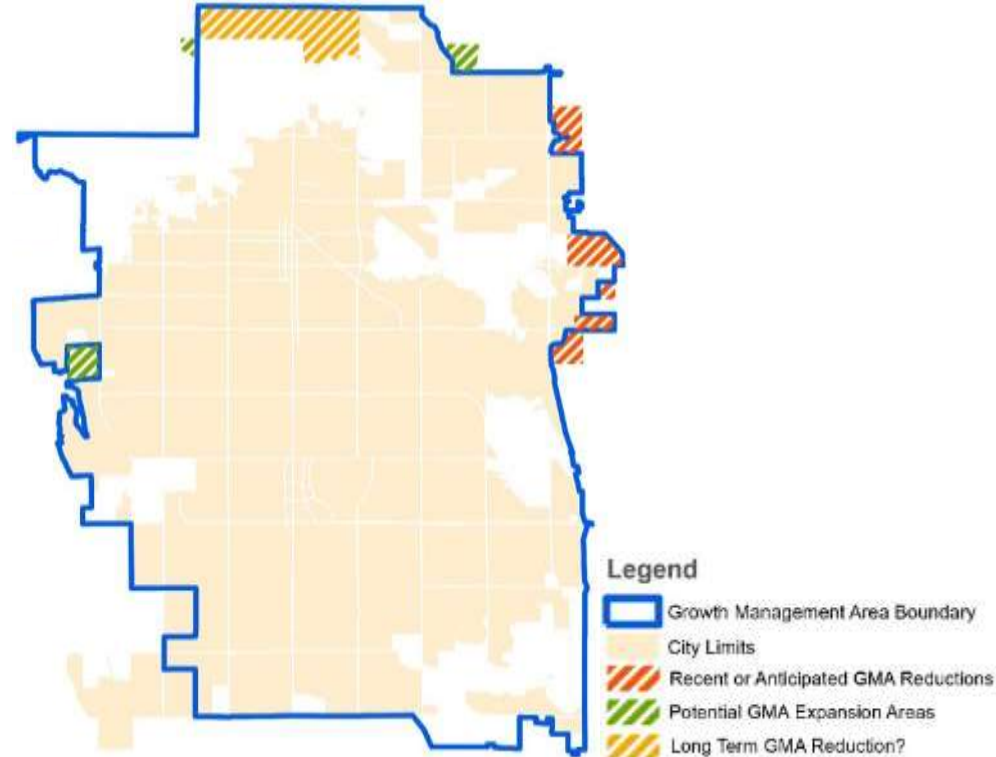 Legend
Growth Management Area Boundary
City Limits
Recent or Anticipated GMA Reductions
Potential GMA Expansion Areas
Long Term GMA Reduction?